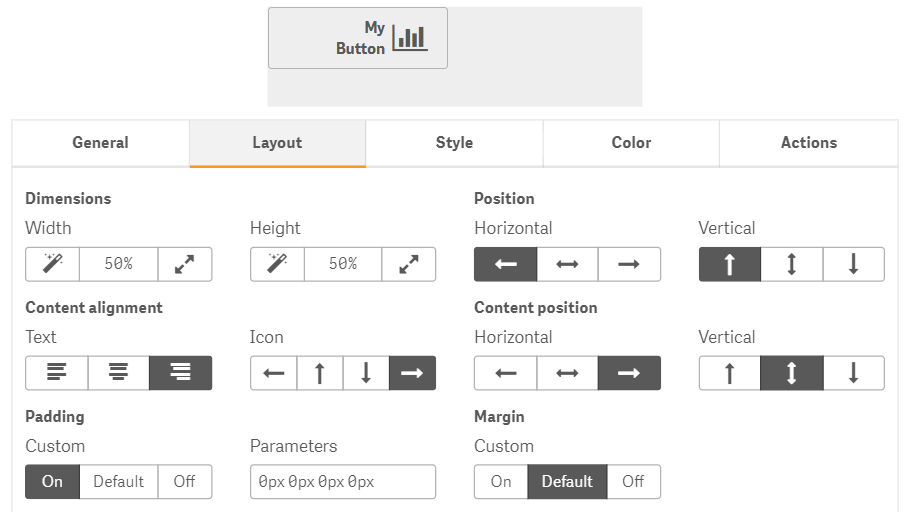 My
Button
General Layout Style Color Actions
Dimensions Position
Width Height Horizontal Vertical
50% 50%
Content alignment Content position
Text Icon Horizontal Vertical
Padding Margin
Custom Parameters Custom
On Default Off 0px 0px 0px 0px On Default Off